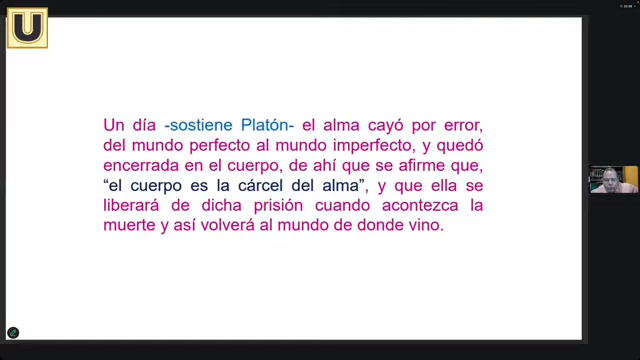 U
Un día -sostiene Platón- el alma cayó por error,
del mundo perfecto al mundo imperfecto, y quedó
encerrada en el cuerpo, de ahí que se afirme que,
“el cuerpo es la cárcel del alma”, y que ella se
liberará de dicha prisión cuando acontezca la
muerte y así volverá al mundo de donde vino.